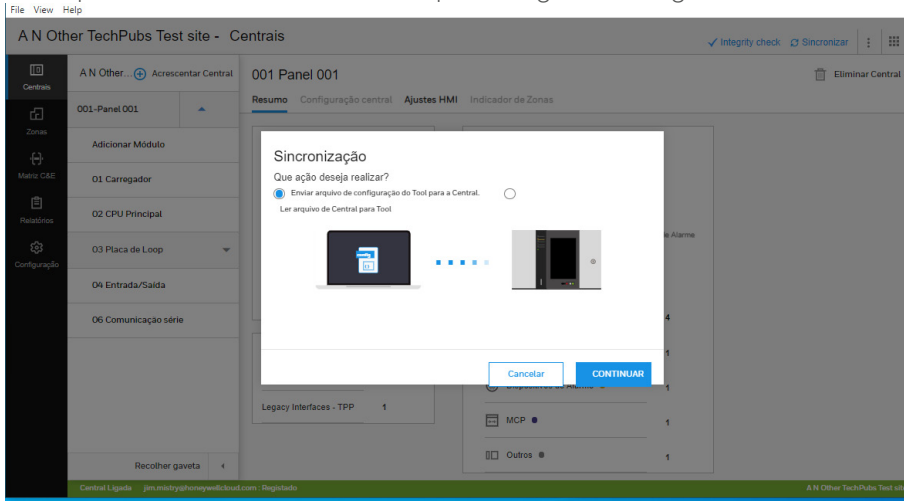 File View Help
A N Other TechPubs Test site - Centrais
Integrity check Sincronizar
Centrais
A N Other... Acrescentar Central
001 Panel 001
Eliminar Central
Resumo Configuração central Ajustes HMI Indicador de Zonas
001-Panel 001
Zonas
Adicionar Módulo
Matriz C&E
01 Carregador
Relatórios
02 CPU Principal
Configuração
03 Placa de Loop
04 Entrada/Saída
06 Comunicação série
Sincronização
Que ação deseja realizar?
Enviar arquivo de configuração do Tool para a Central.
Ler arquivo de Central para Tool
Cancelar CONTINUAR
de Alarme
4
1
1
Legacy Interfaces - TPP 1
MCP 1
Outros 1
Recolher gaveta
Central Ligada jim.mistry@honeywellcloud.com : Registado
A N Other TechPubs Test site